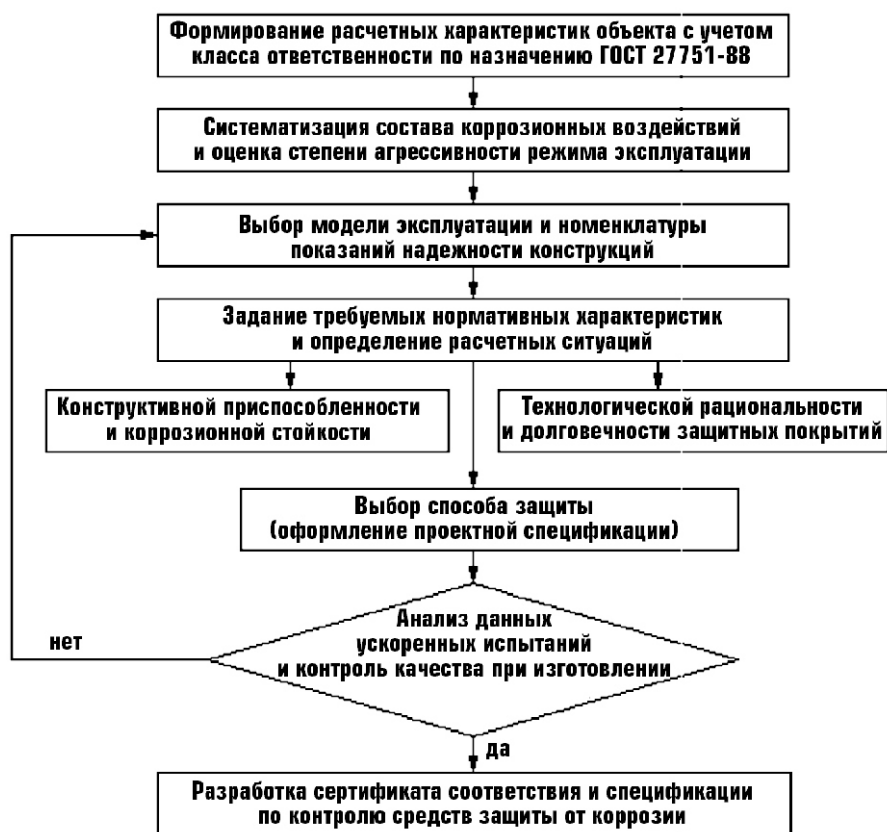 Формирование расчетных характеристик объекта с учетом
класса ответственности по назначению ГОСТ 27751-88
Систематизация состава коррозионных воздействий
и оценка степени агрессивности режима эксплуатации
Выбор модели эксплуатации и номенклатуры
показаний надежности конструкций
Задание требуемых нормативных характеристик
и определение расчетных ситуаций
Конструктивной приспособленности
и коррозионной стойкости
Технологической рациональности
и долговечности защитных покрытий
Выбор способа защиты
(оформление проектной спецификации)
Анализ данных
ускоренных испытаний
и контроль качества при изготовлении
нет
да
Разработка сертификата соответствия и спецификации
по контролю средств защиты от коррозии